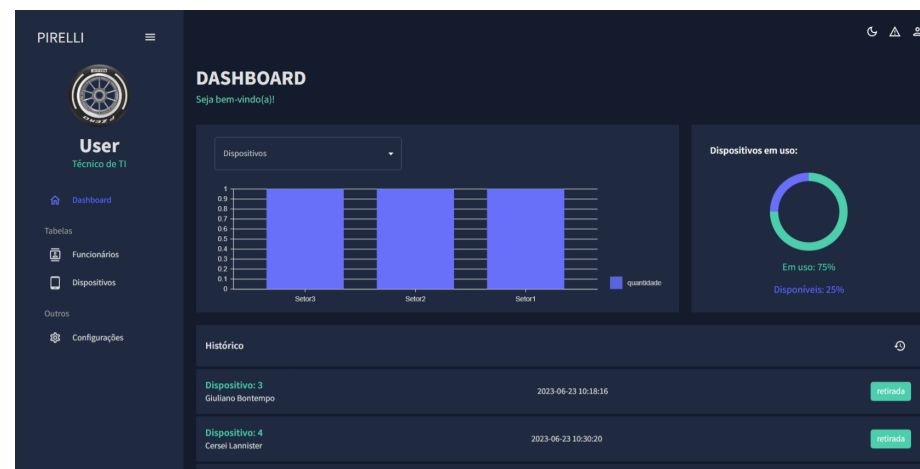 PIRELLI
PIRELLI
P ZERO
User
Técnico de TI
Dashboard
Tabelas
Funcionários
Dispositivos
Outros
Configurações
DASHBOARD
Seja bem-vindo(a)!
Dispositivos
1
0.9
0.8
0.7
0.6
0.5
0.4
0.3
0.2
0.1
0
Setor3
Setor2
Setor1
quantidade
Dispositivos em uso:
Em uso: 75%
Disponíveis: 25%
Histórico
Dispositivo: 3
Giuliano Bontempo
2023-06-23 10:18:16
retirada
Dispositivo: 4
Cersei Lannister
2023-06-23 10:30:20
retirada